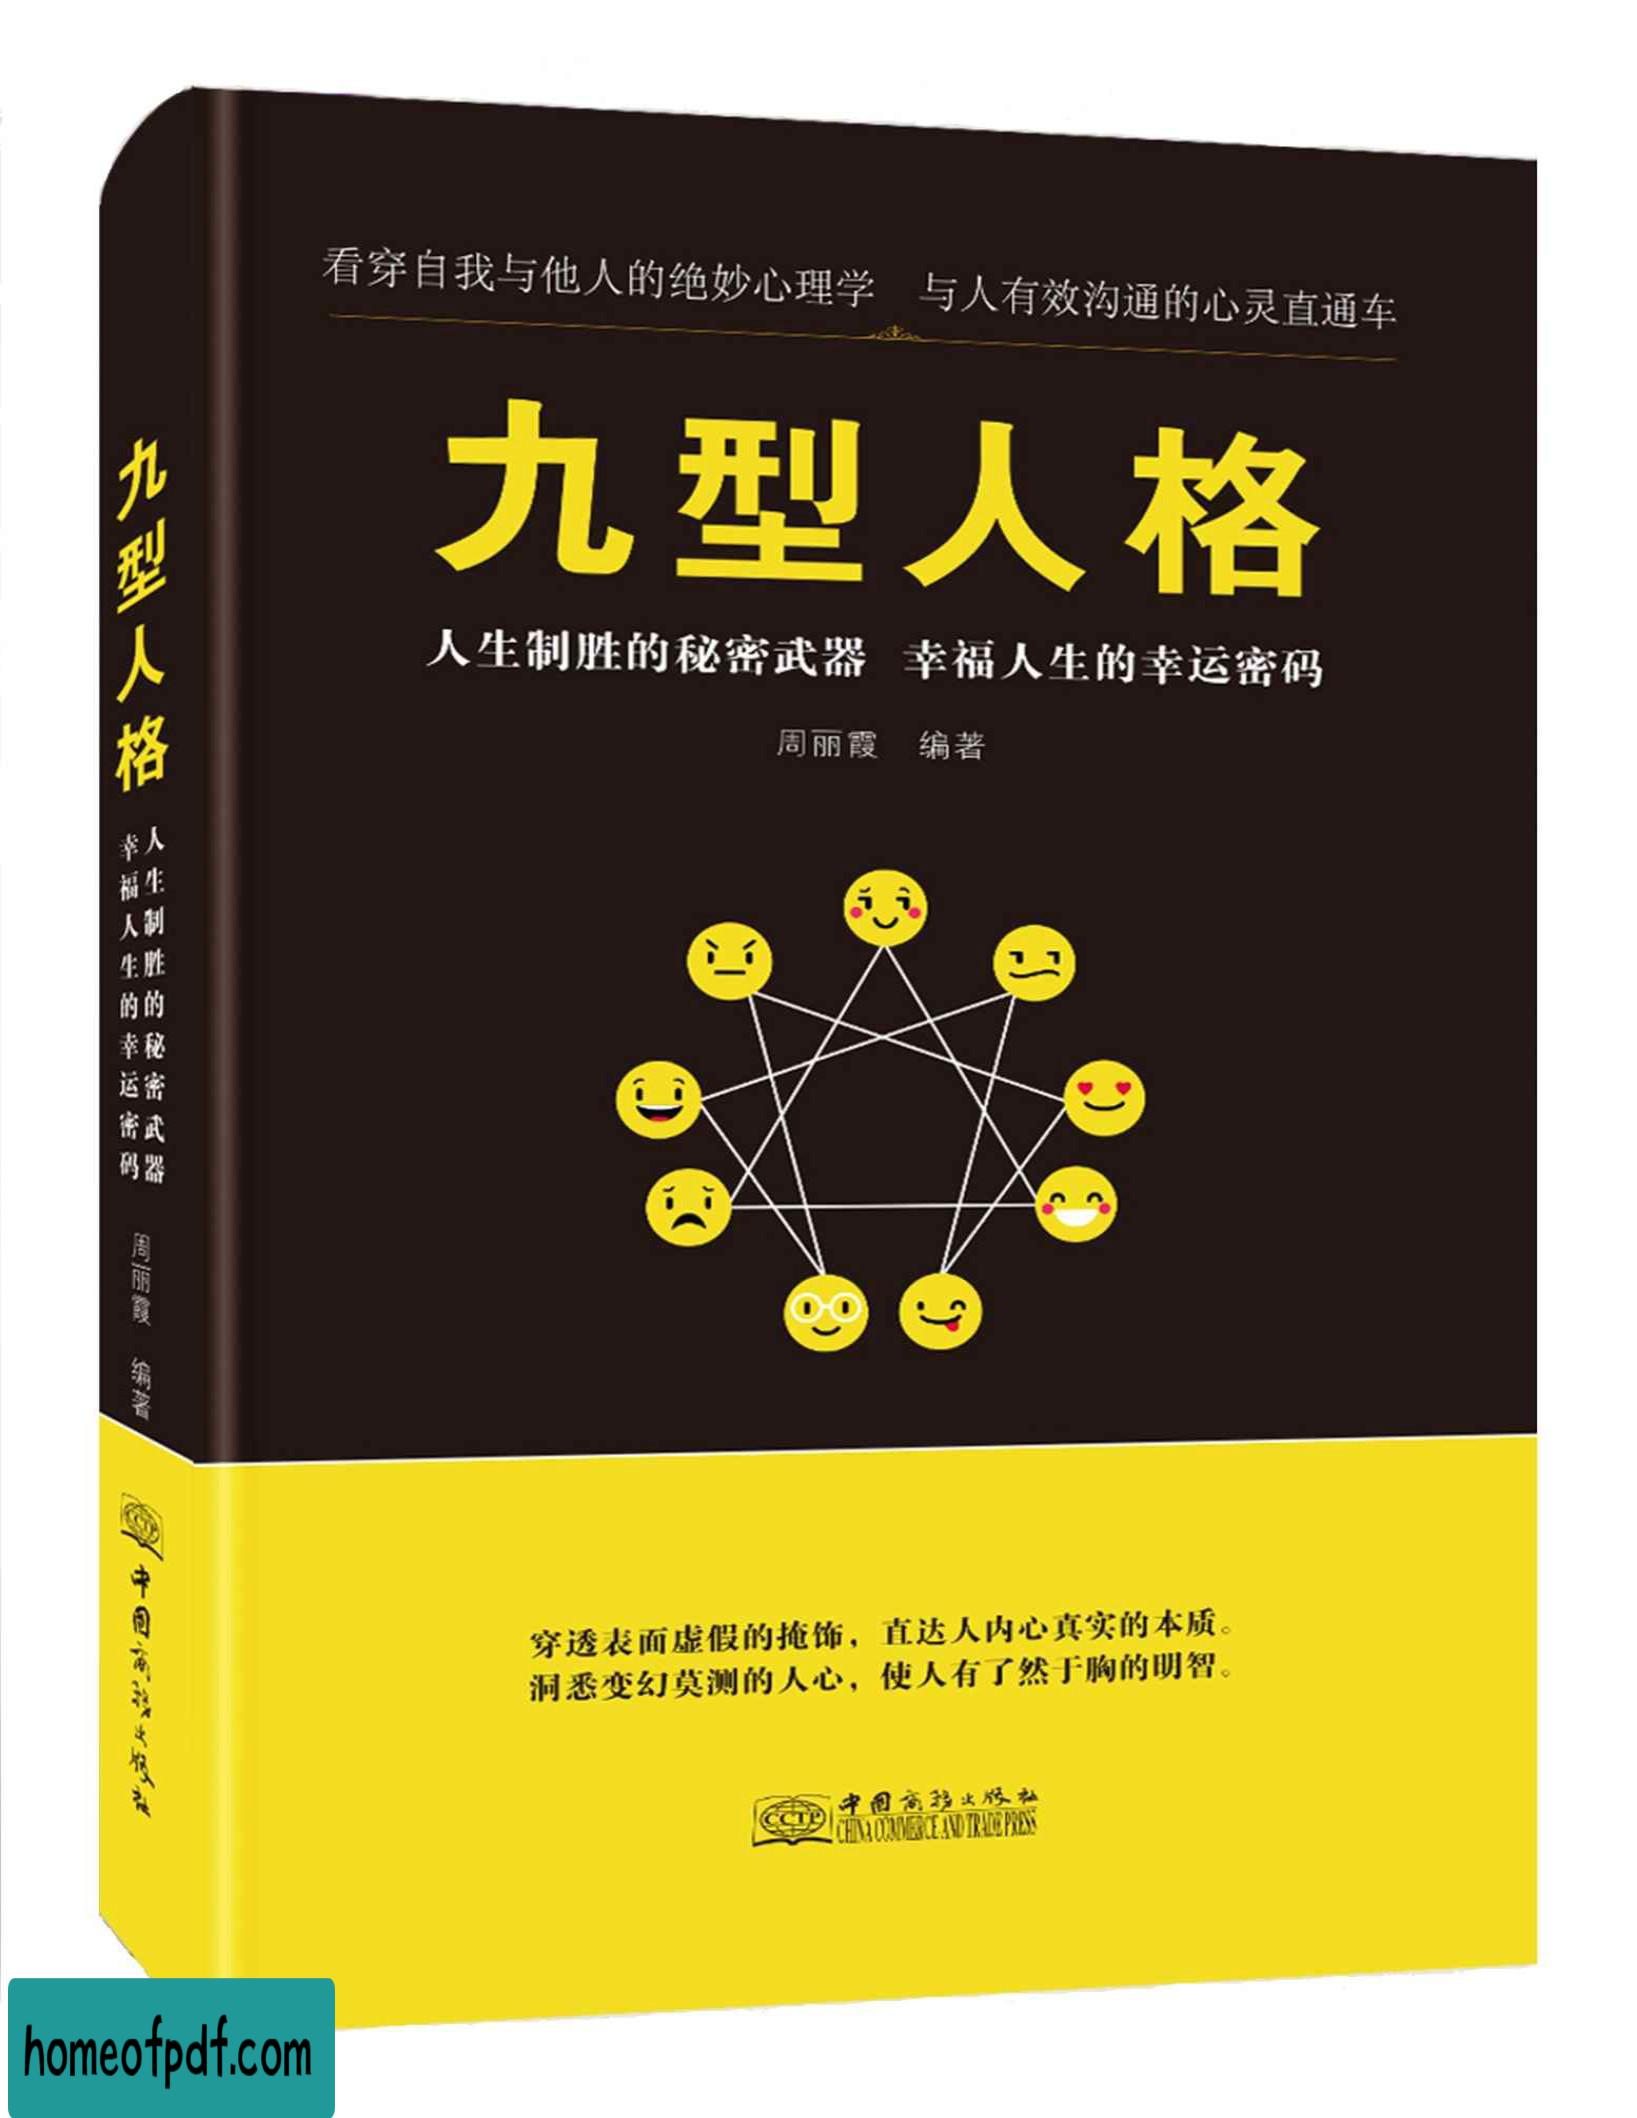 看穿自我与他人的绝妙心理学 与人有效沟通的心灵直通车
九型人格
人生制胜的秘密武器 幸福人生的幸运密码
周丽霞 编著
穿透表面虚假的掩饰，直达人内心真实的本质。
洞悉变幻莫测的人心，使人有了然于胸的明智。
CCTP
中国商务出版社
CHINA COMMERCE AND TRADE PRESS
九型人格
人生制胜的秘密武器
幸福人生的幸运密码
周丽霞 编著
CCTP
中国商务出版社
homeofpdf.com